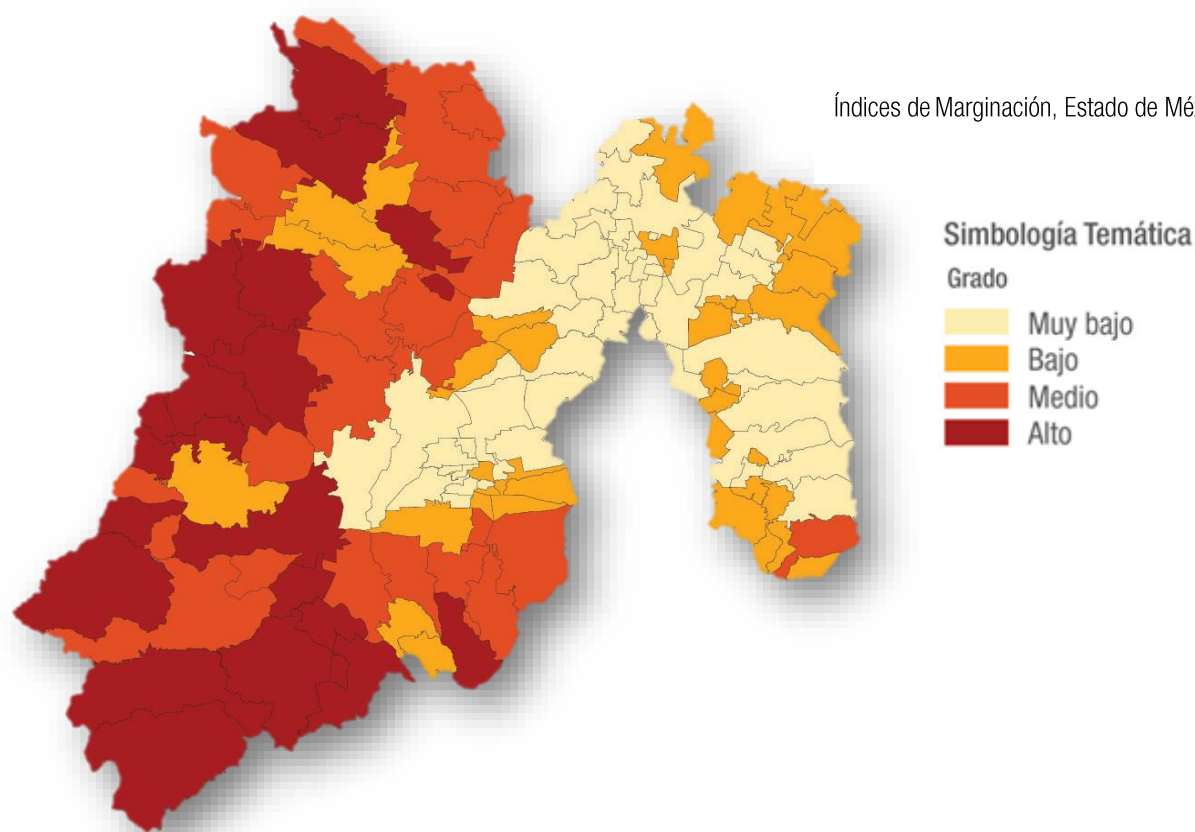 Índices de Marginación, Estado de Mé
Simbología Temática
Grado
Muy bajo
Bajo
Medio
Alto